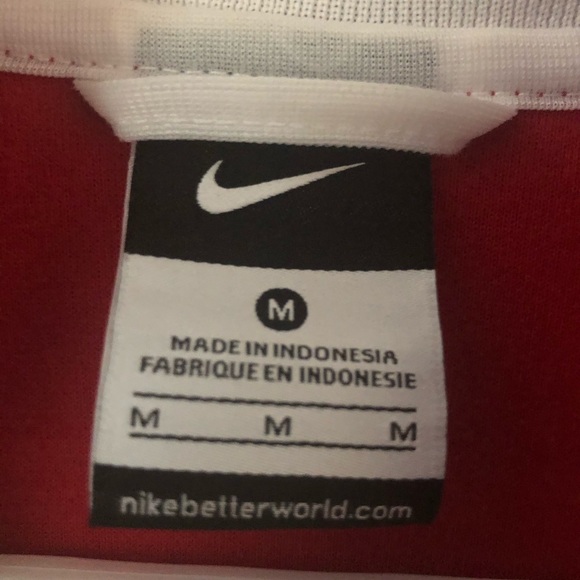 M
MADE IN INDONESIA
FABRIQUE EN INDONESIE
M M M
nikebetterworld.com